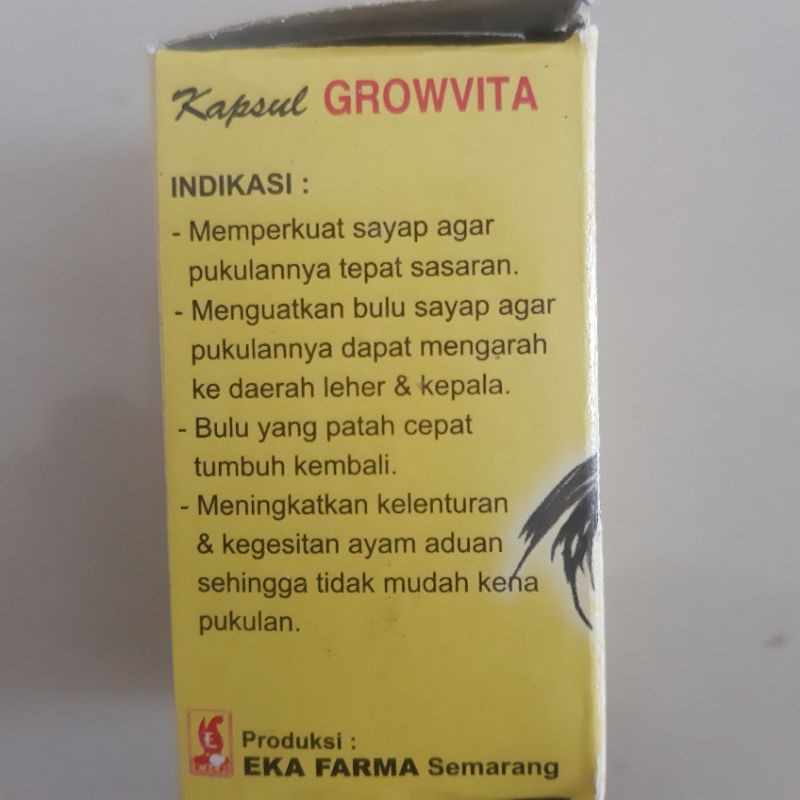 Kapsul GROWVITA
INDIKASI :
- Memperkuat sayap agar
pukulannya tepat sasaran.
- Menguatkan bulu sayap agar
pukulannya dapat mengarah
ke daerah leher & kepala.
- Bulu yang patah cepat
tumbuh kembali.
- Meningkatkan kelenturan
& kegesitan ayam aduan
sehingga tidak mudah kena
pukulan.
Produksi :
EKA FARMA Semarang